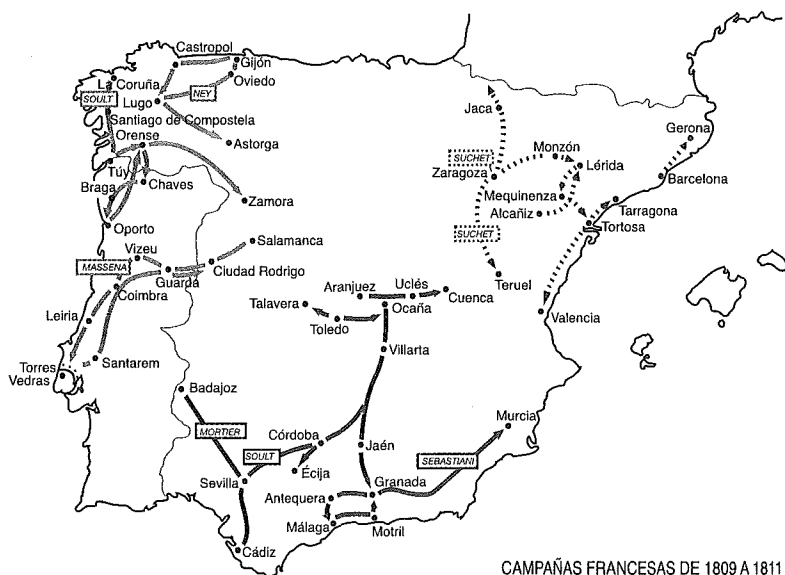 Castropol
Gijón
La Coruña
Oviedo
SOULT
NEY
Lugo
Santiago de Compostela
Orense
Astorga
Túy
Braga
Chaves
Zamora
Oporto
Jaca
Gerona
Monzón
SUCHET
Lérida
Zaragoza
Barcelona
Mequinenza
Alcañiz
Tarragona
Tortosa
SUCHET
Teruel
Valencia
Salamanca
Vizeu
MASSENA
Guarda
Ciudad Rodrigo
Coimbra
Leiria
Torres
Vedras
Santarem
Aranjuez
Uclés
Cuenca
Talavera
Ocaña
Toledo
Villarta
Badajoz
MORTIER
Córdoba
SOULT
Jaén
Murcia
Écija
SEBASTIANI
Sevilla
Granada
Antequera
Málaga
Motril
Cádiz
CAMPAÑAS FRANCESAS DE 1809 A 1811